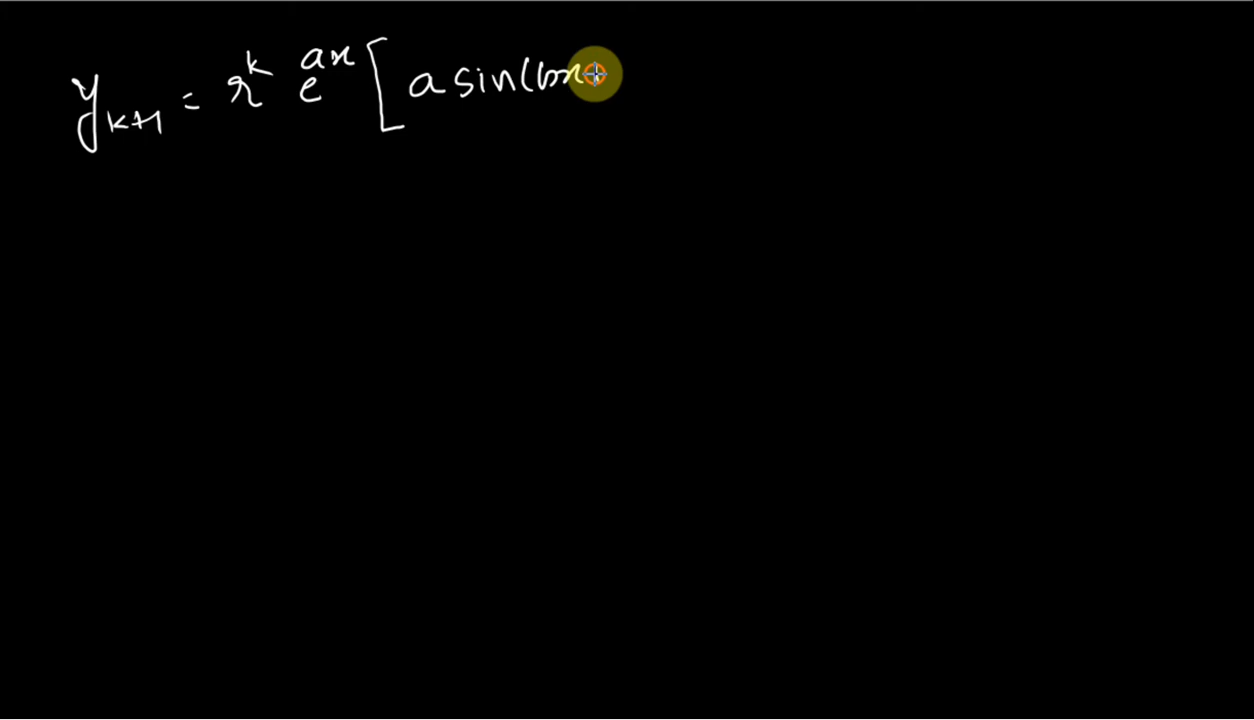 y_{k+1} = r^k e^{ax} [ a sin(bx